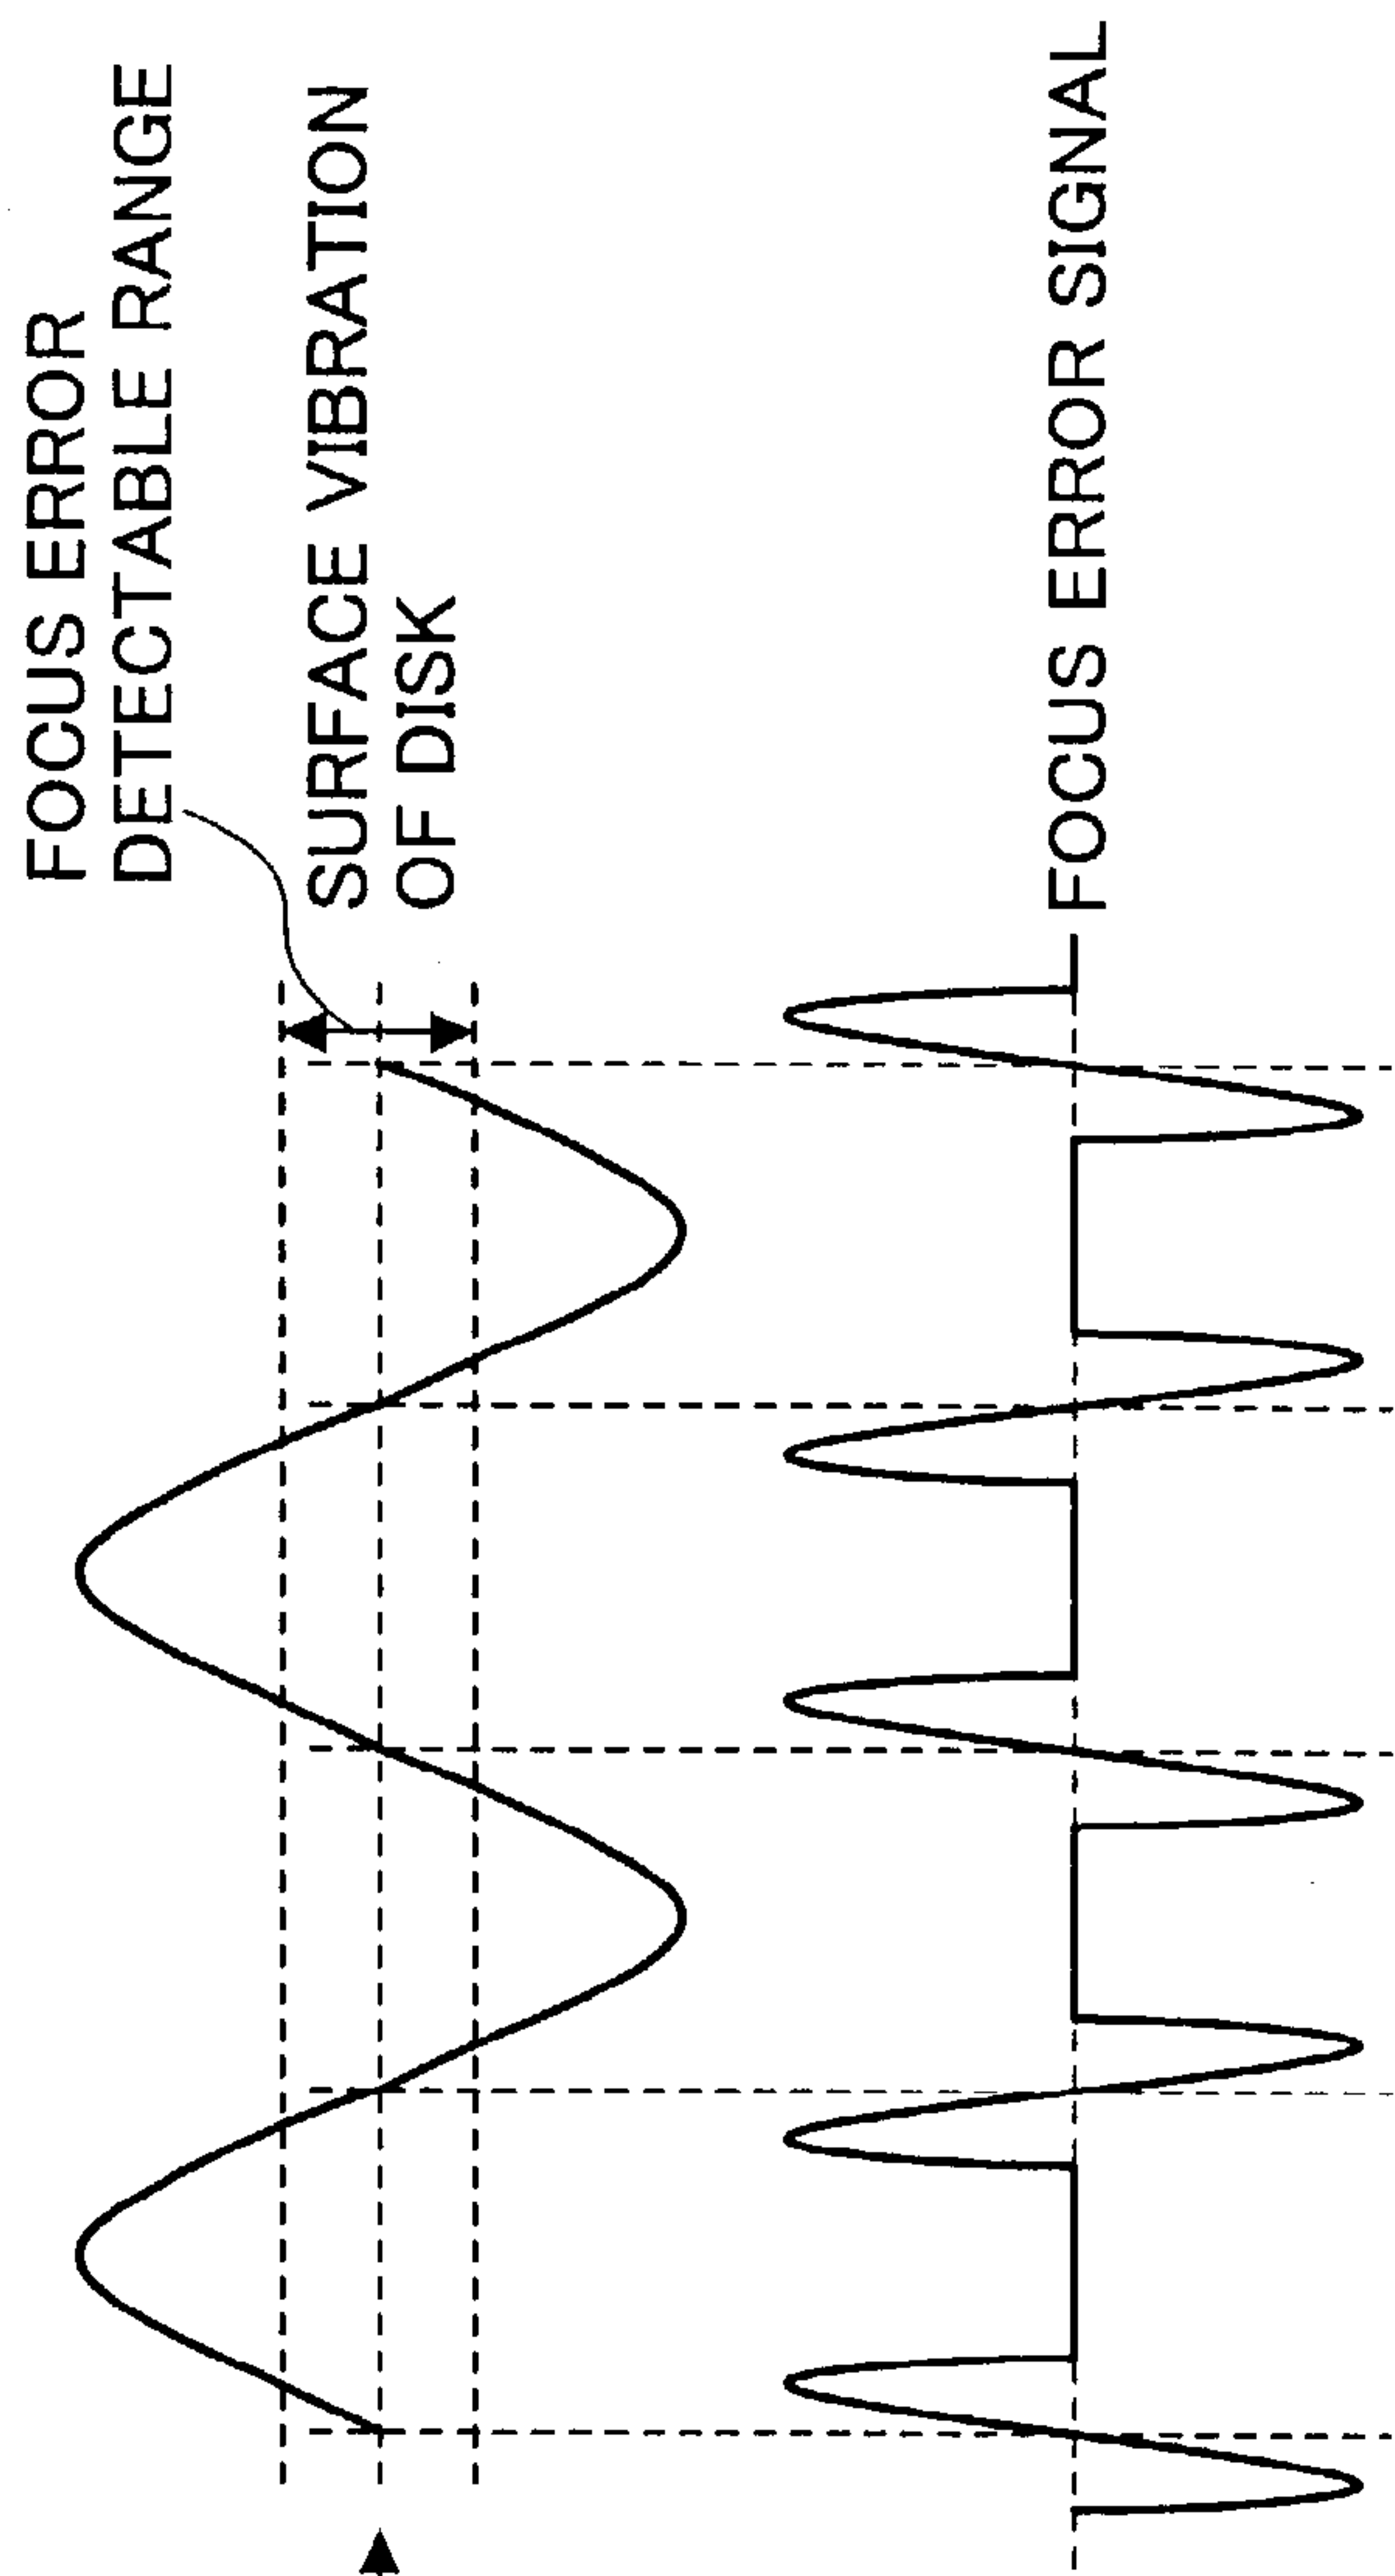 FOCUS ERROR
DETECTABLE RANGE
SURFACE VIBRATION
OF DISK
FOCUS ERROR SIGNAL